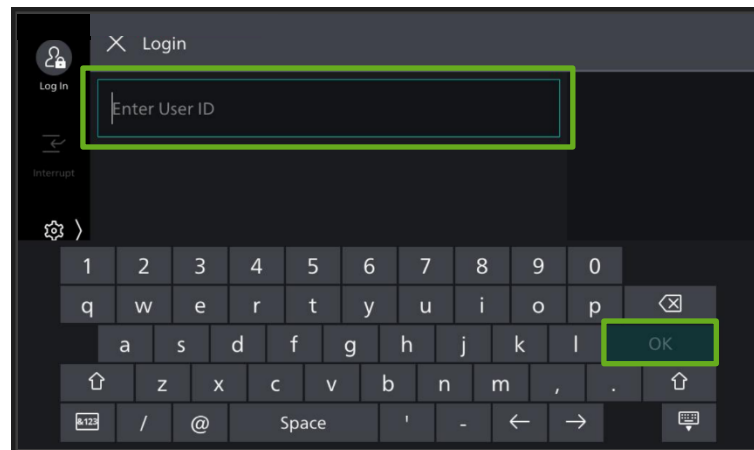 Login
Log In
Enter User ID
Interrupt
1 2 3 4 5 6 7 8 9 0
q w e r t y u i o p
a s d f g h j k l OK
z x c v b n m , .
&123 / @ Space ' -